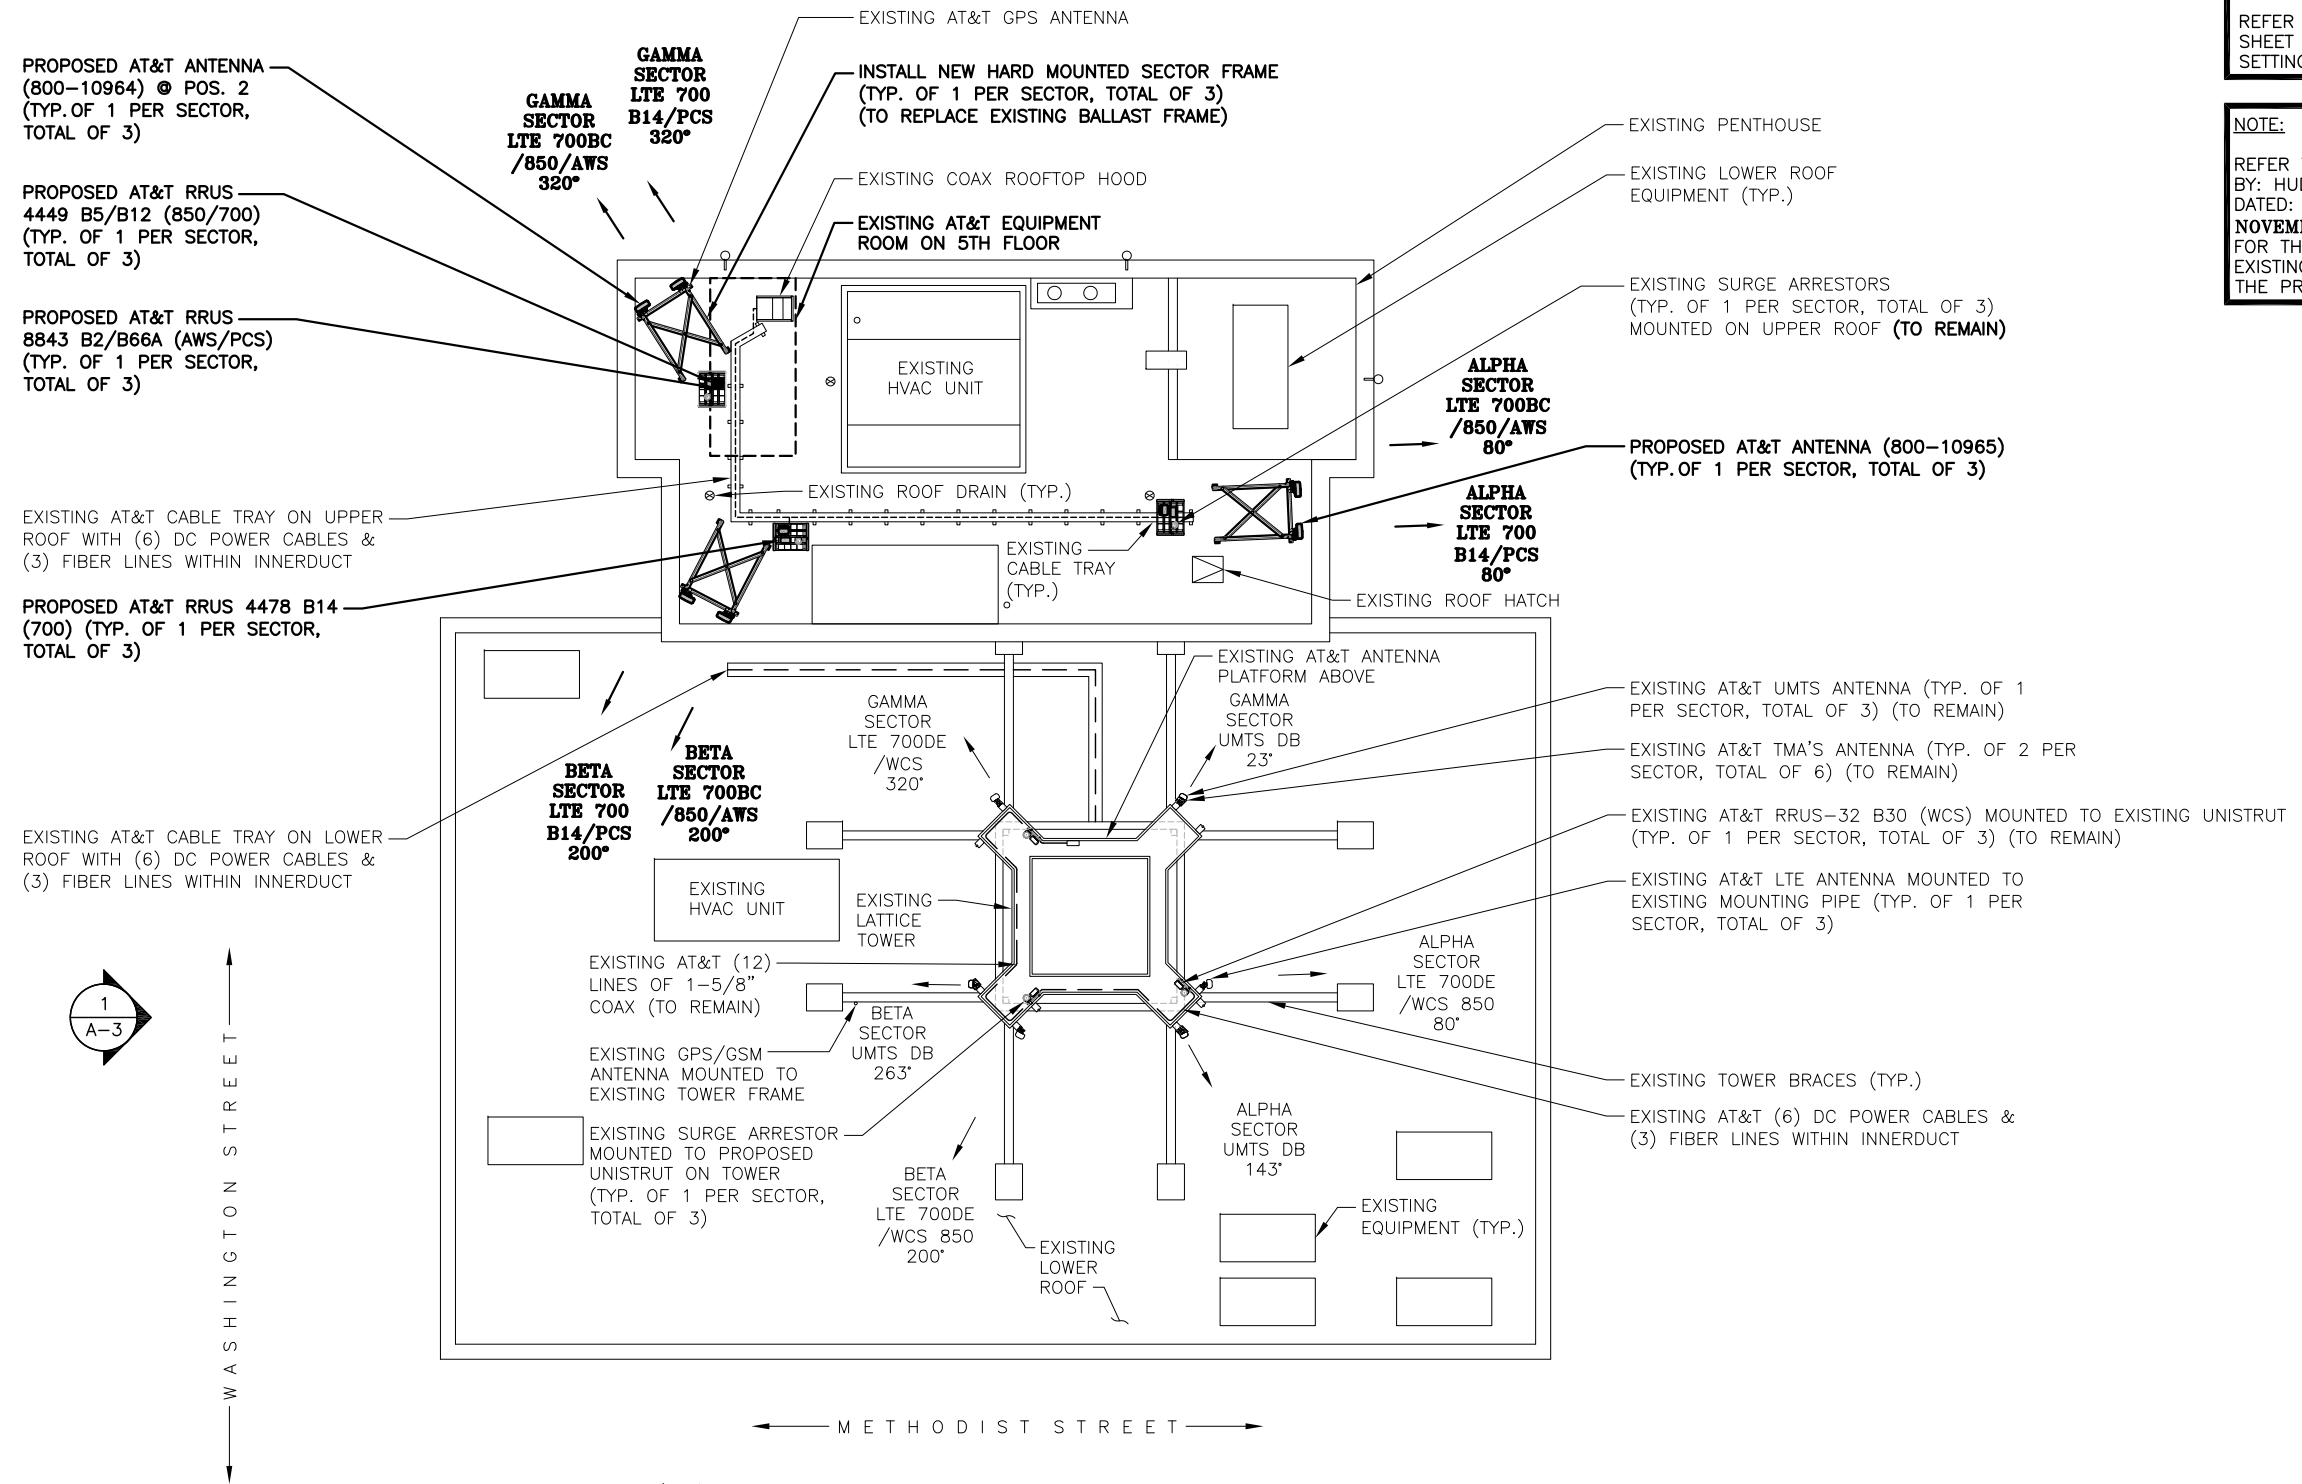 EXISTING AT&T GPS ANTENNA
PROPOSED AT&T ANTENNA
(800-10964) @ POS. 2
(TYP.OF 1 PER SECTOR,
TOTAL OF 3)
GAMMA
SECTOR
LTE 700
B14/PCS
320°
GAMMA
SECTOR
LTE 700BC
/850/AWS
320°
INSTALL NEW HARD MOUNTED SECTOR FRAME
(TYP. OF 1 PER SECTOR, TOTAL OF 3)
(TO REPLACE EXISTING BALLAST FRAME)
REFER
SHEET
NOTE:
REFER
DATED:
FOR TH
THE PR
EXISTING PENTHOUSE
EXISTING LOWER ROOF
EQUIPMENT (TYP.)
EXISTING COAX ROOFTOP HOOD
EXISTING AT&T EQUIPMENT
ROOM ON 5TH FLOOR
PROPOSED AT&T RRUS
4449 B5/B12 (850/700)
(TYP. OF 1 PER SECTOR,
TOTAL OF 3)
PROPOSED AT&T RRUS
8843 B2/B66A (AWS/PCS)
(TYP. OF 1 PER SECTOR,
TOTAL OF 3)
EXISTING SURGE ARRESTORS
(TYP. OF 1 PER SECTOR, TOTAL OF 3)
MOUNTED ON UPPER ROOF (TO REMAIN)
EXISTING
HVAC UNIT
ALPHA
SECTOR
LTE 700BC
/850/AWS
80°
PROPOSED AT&T ANTENNA (800-10965)
(TYP.OF 1 PER SECTOR, TOTAL OF 3)
ALPHA
SECTOR
LTE 700
B14/PCS
80°
EXISTING ROOF DRAIN (TYP.)
EXISTING AT&T CABLE TRAY ON UPPER
ROOF WITH (6) DC POWER CABLES &
(3) FIBER LINES WITHIN INNERDUCT
EXISTING
CABLE TRAY
(TYP.)
EXISTING ROOF HATCH
PROPOSED AT&T RRUS 4478 B14
(700) (TYP. OF 1 PER SECTOR,
TOTAL OF 3)
EXISTING AT&T ANTENNA
PLATFORM ABOVE
GAMMA
SECTOR
LTE 700DE
/WCS
320°
GAMMA
SECTOR
UMTS DB
23°
EXISTING AT&T UMTS ANTENNA (TYP. OF 1
PER SECTOR, TOTAL OF 3) (TO REMAIN)
EXISTING AT&T TMA'S ANTENNA (TYP. OF 2 PER
SECTOR, TOTAL OF 6) (TO REMAIN)
BETA
SECTOR
LTE 700BC
/850/AWS
200°
BETA
SECTOR
LTE 700
B14/PCS
200°
EXISTING AT&T RRUS-32 B30 (WCS) MOUNTED TO EXISTING UNISTRUT
(TYP. OF 1 PER SECTOR, TOTAL OF 3) (TO REMAIN)
EXISTING AT&T CABLE TRAY ON LOWER
ROOF WITH (6) DC POWER CABLES &
(3) FIBER LINES WITHIN INNERDUCT
EXISTING
HVAC UNIT
EXISTING
LATTICE
TOWER
EXISTING AT&T LTE ANTENNA MOUNTED TO
EXISTING MOUNTING PIPE (TYP. OF 1 PER
SECTOR, TOTAL OF 3)
EXISTING AT&T (12)
LINES OF 1-5/8"
COAX (TO REMAIN)
ALPHA
SECTOR
LTE 700DE
/WCS 850
80°
1
A-3
BETA
SECTOR
UMTS DB
263°
EXISTING GPS/GSM
ANTENNA MOUNTED TO
EXISTING TOWER FRAME
EXISTING TOWER BRACES (TYP.)
EXISTING AT&T (6) DC POWER CABLES &
(3) FIBER LINES WITHIN INNERDUCT
ALPHA
SECTOR
UMTS DB
143°
EXISTING SURGE ARRESTOR
MOUNTED TO PROPOSED
UNISTRUT ON TOWER
(TYP. OF 1 PER SECTOR,
TOTAL OF 3)
BETA
SECTOR
LTE 700DE
/WCS 850
200°
EXISTING
EQUIPMENT (TYP.)
EXISTING
LOWER
ROOF
WASHINGTON STREET
METHODIST STREET